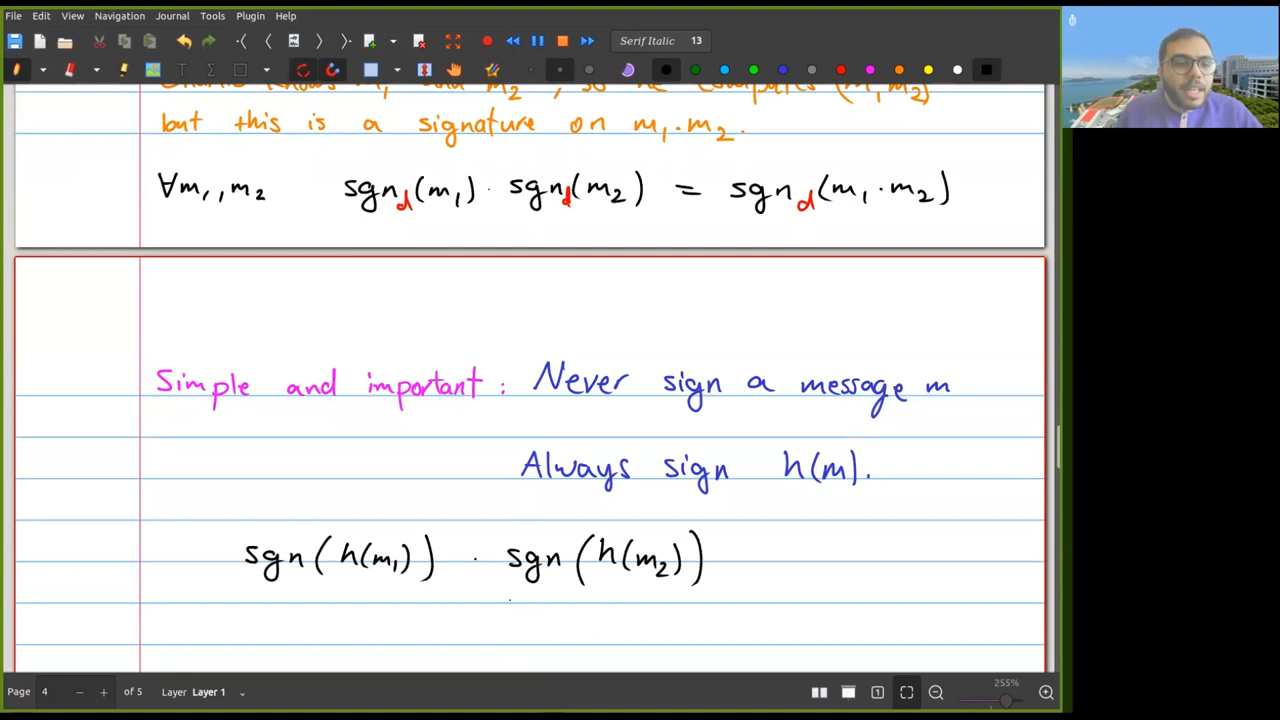 File Edit View Navigation Journal Tools Plugin Help
Serif Italic 13
but this is a signature on m₁·m₂.
∀m₁, m₂ sgn_d(m₁) · sgn_d(m₂) = sgn_d(m₁·m₂)
Simple and important : Never sign a message m
Always sign h(m).
sgn(h(m₁)) · sgn(h(m₂))
Page 4 of 5 Layer Layer 1 255%